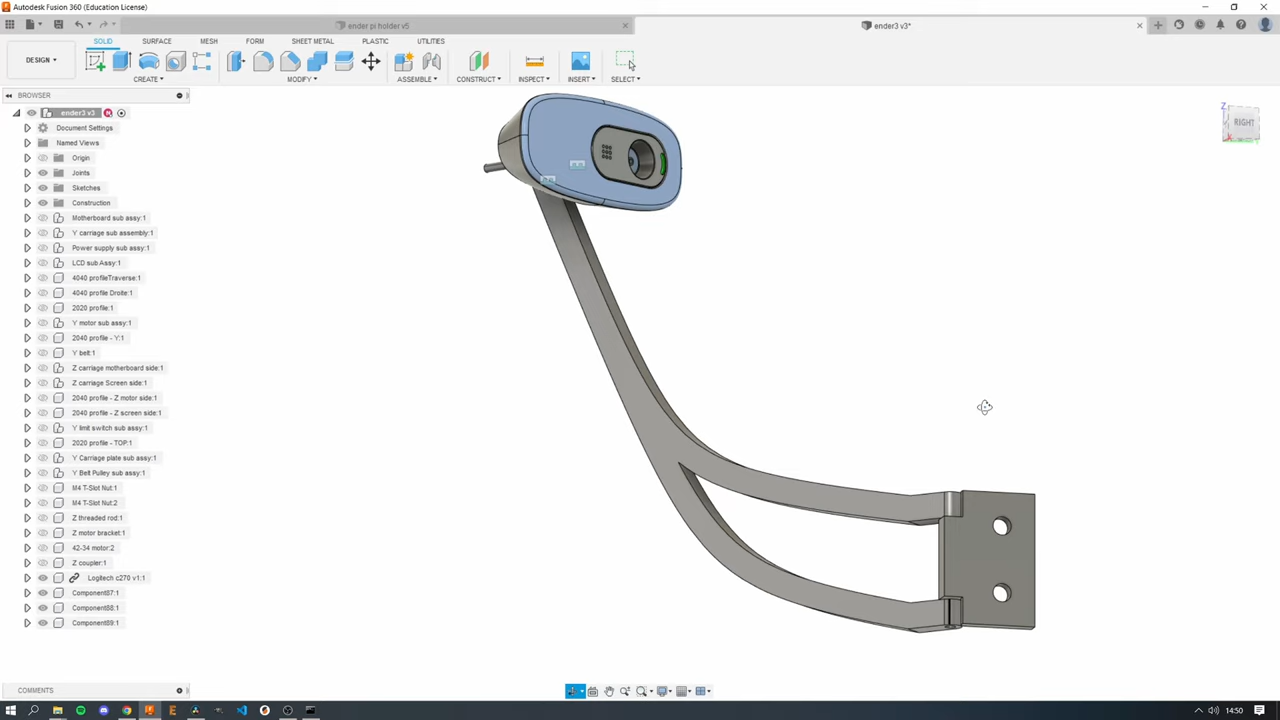 Autodesk Fusion 360 (Education License)
ender pi holder v5
ender3 v3*
DESIGN
SOLID
SURFACE
MESH
FORM
SHEET METAL
PLASTIC
UTILITIES
CREATE
MODIFY
ASSEMBLE
CONSTRUCT
INSPECT
INSERT
SELECT
BROWSER
ender3 v3
Document Settings
Named Views
Origin
Joints
Sketches
Construction
Motherboard sub assy:1
Y carriage sub assembly:1
Power supply sub assy:1
LCD sub Assy:1
4040 profileTraverse:1
4040 profile Droite:1
2020 profile:1
Y motor sub assy:1
2040 profile - Y:1
Y belt:1
Z carriage motherboard side:1
Z carriage Screen side:1
2040 profile - Z motor side:1
2040 profile - Z screen side:1
Y limit switch sub assy:1
2020 profile - TOP:1
Y Carriage plate sub assy:1
Y Belt Pulley sub assy:1
M4 T-Slot Nut:1
M4 T-Slot Nut:2
Z threaded rod:1
Z motor bracket:1
42-34 motor:2
Z coupler:1
Logitech c270 v1:1
Component87:1
Component88:1
Component89:1
Z
RIGHT
COMMENTS
14:50